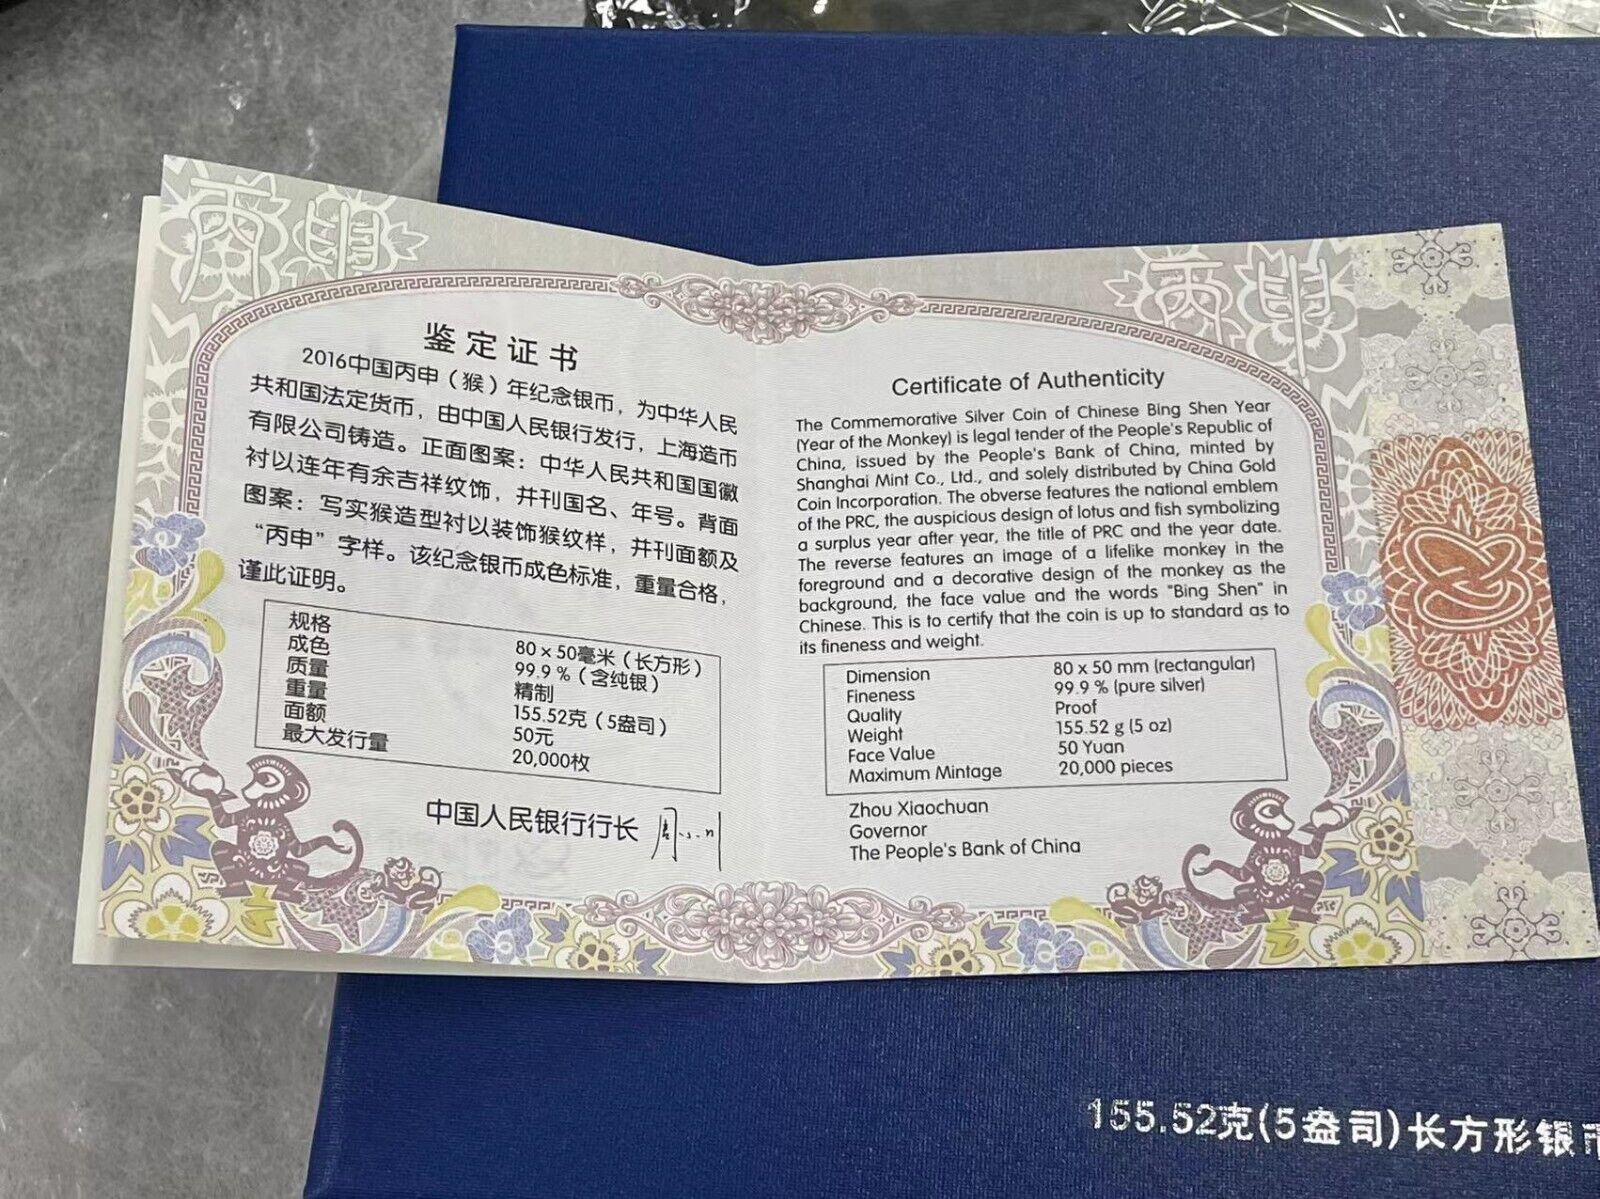 鉴定证书
2016中国丙申（猴）年纪念银币，为中华人民
共和国法定货币，由中国人民银行发行，上海造币
有限公司铸造。正面图案：中华人民共和国国徽
衬以连年有余吉祥纹饰，并刊国名、年号。背面
图案：写实猴造型衬以装饰猴纹样，并刊面额及
“丙申”字样。该纪念银币成色标准，重量合格，
谨此证明。
规格 80×50毫米（长方形）
成色 99.9%（含纯银）
质量 精制
重量 155.52克（5盎司）
面额 50元
最大发行量 20,000枚
中国人民银行行长
Certificate of Authenticity
The Commemorative Silver Coin of Chinese Bing Shen Year
(Year of the Monkey) is legal tender of the People's Republic of
China, issued by the People's Bank of China, minted by
Shanghai Mint Co., Ltd., and solely distributed by China Gold
Coin Incorporation. The obverse features the national emblem
of the PRC, the auspicious design of lotus and fish symbolizing
a surplus year after year, the title of PRC and the year date.
The reverse features an image of a lifelike monkey in the
foreground and a decorative design of the monkey as the
background, the face value and the words "Bing Shen" in
Chinese. This is to certify that the coin is up to standard as to
its fineness and weight.
Dimension 80 x 50 mm (rectangular)
Fineness 99.9 % (pure silver)
Quality Proof
Weight 155.52 g (5 oz)
Face Value 50 Yuan
Maximum Mintage 20,000 pieces
Zhou Xiaochuan
Governor
The People's Bank of China
155.52克(5盎司)长方形银币